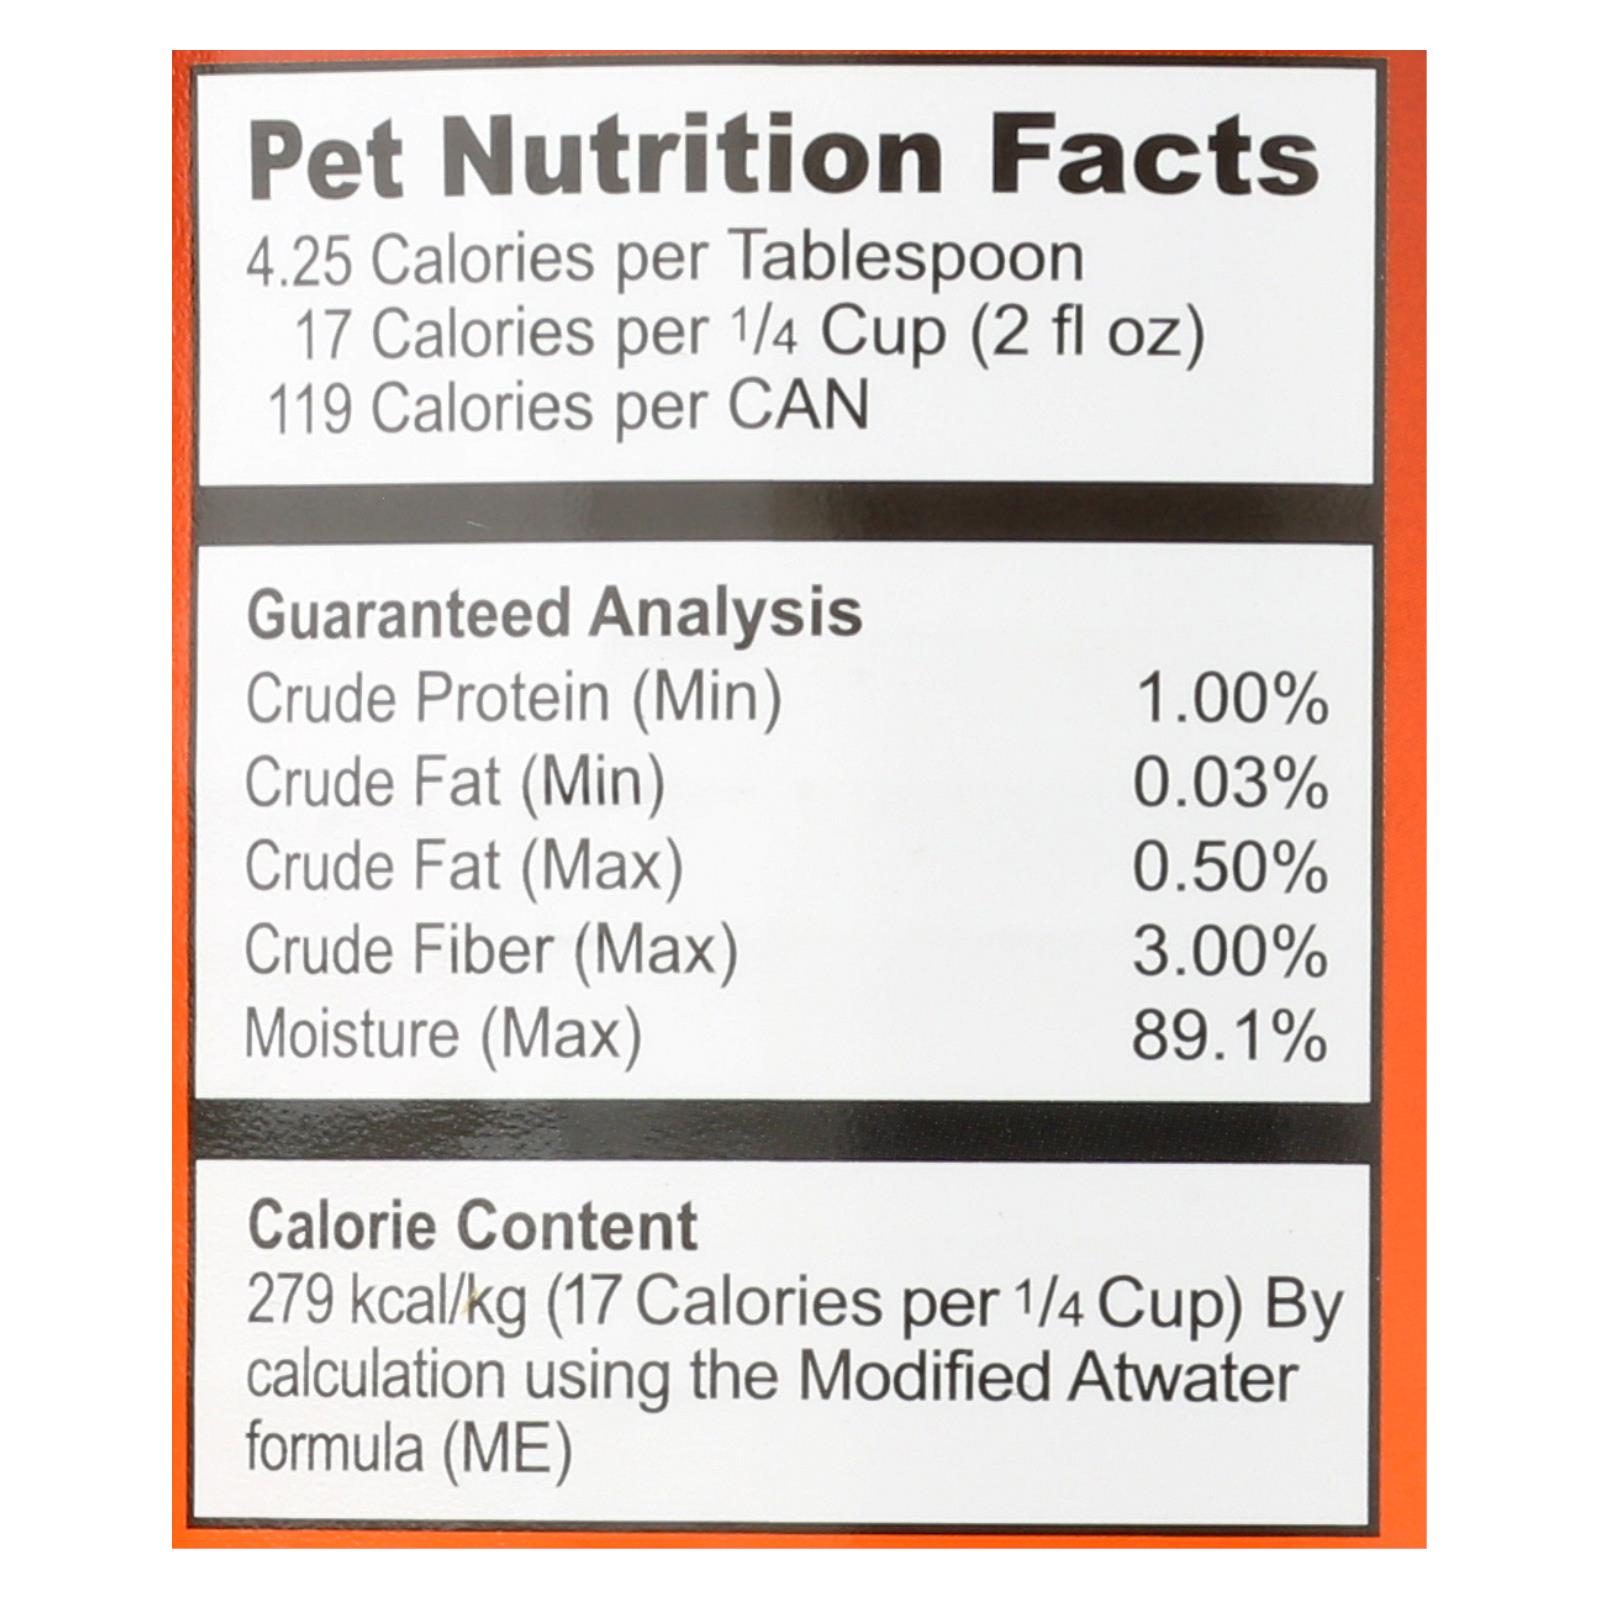 Pet Nutrition Facts
4.25 Calories per Tablespoon
17 Calories per 1/4 Cup (2 fl oz)
119 Calories per CAN
Guaranteed Analysis
Crude Protein (Min) 1.00%
Crude Fat (Min) 0.03%
Crude Fat (Max) 0.50%
Crude Fiber (Max) 3.00%
Moisture (Max) 89.1%
Calorie Content
279 kcal/kg (17 Calories per 1/4 Cup) By
calculation using the Modified Atwater
formula (ME)